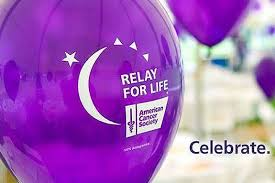 RELAY
FOR LIFE
American
Cancer
Society
Celebrate.